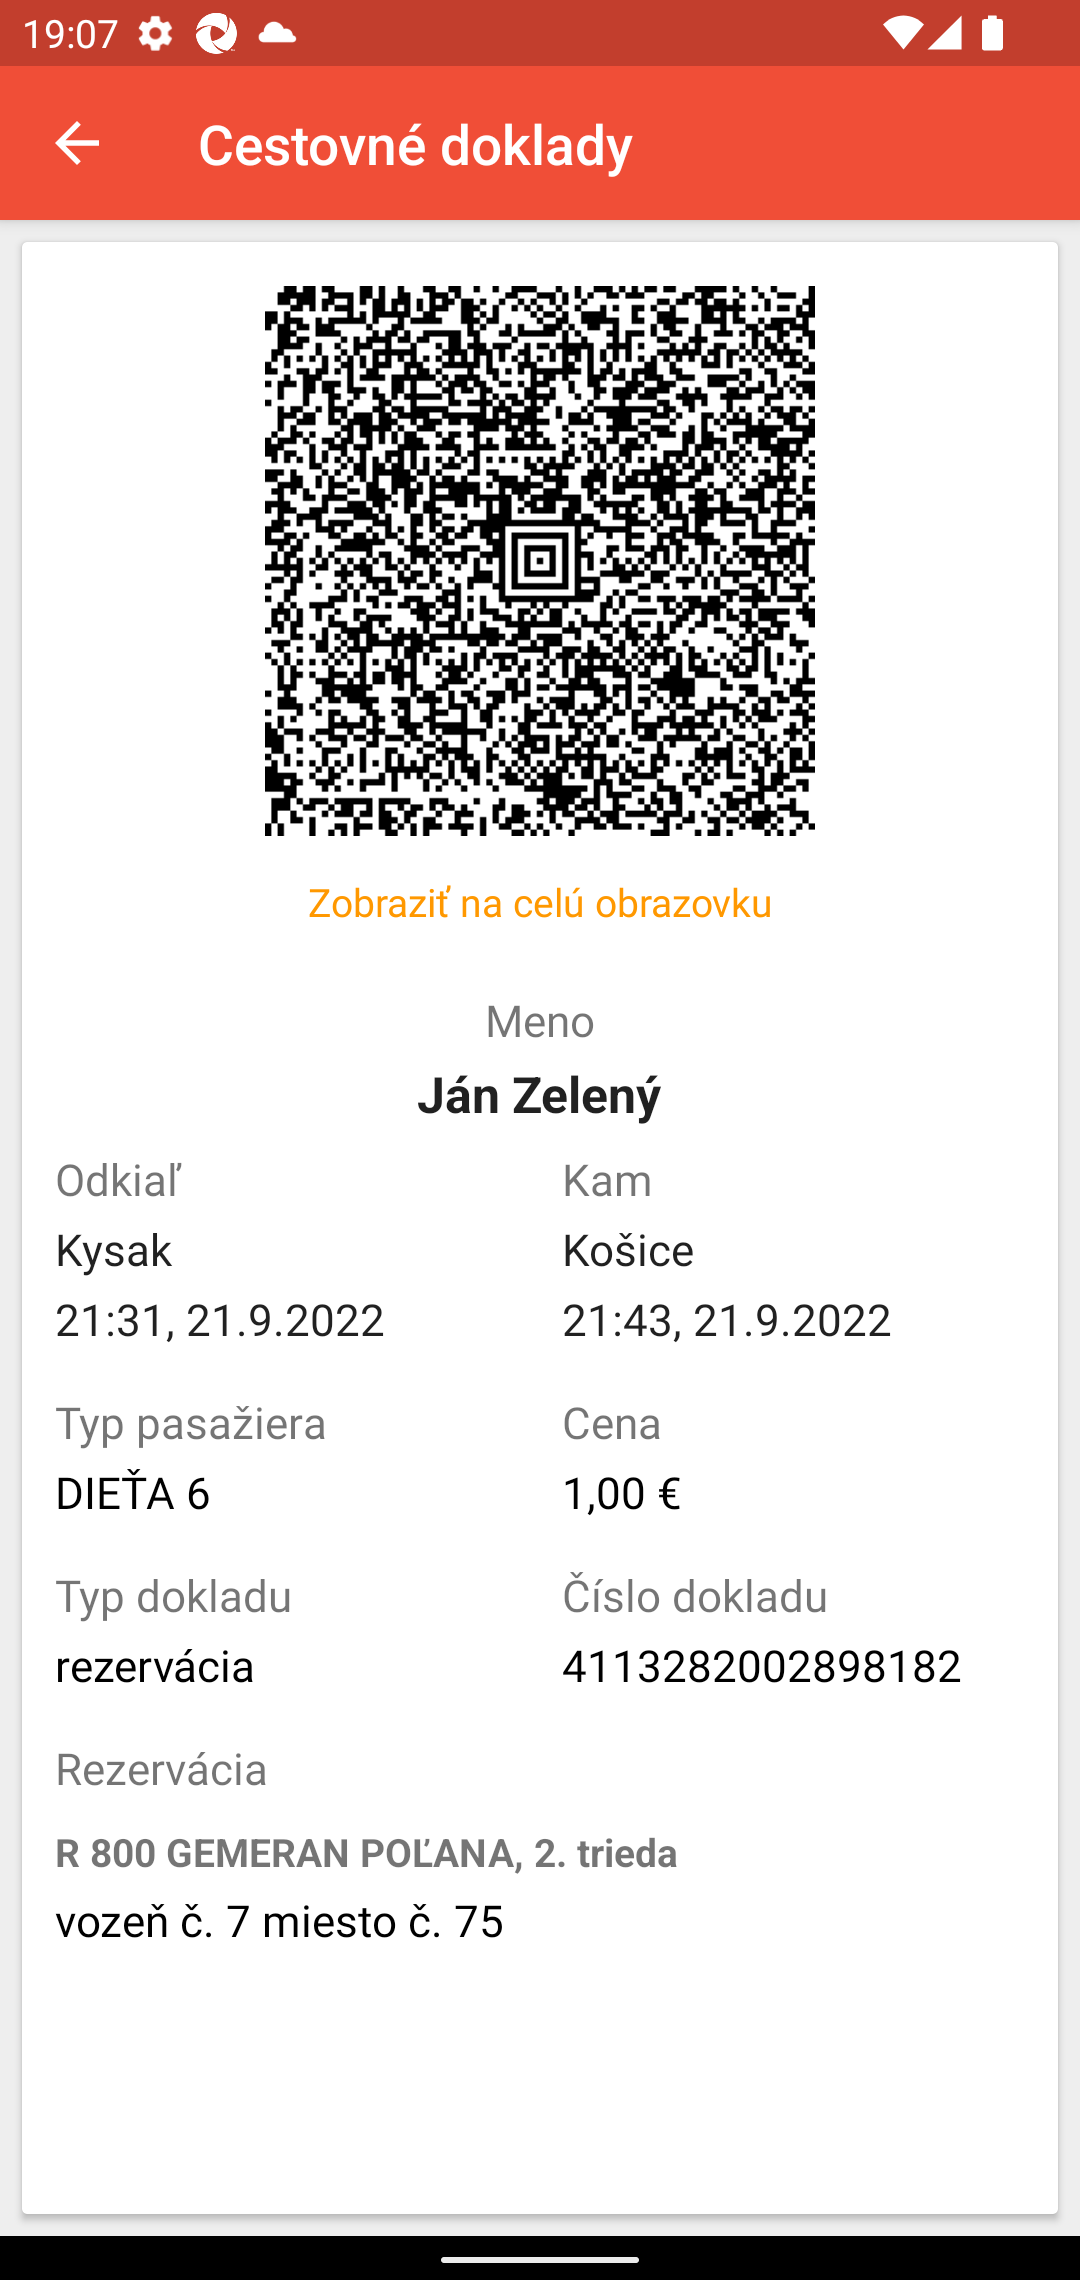 19:07
Cestovné doklady
Zobraziť na celú obrazovku
Meno
Ján Zelený
Odkiaľ
Kam
Kysak
Košice
21:31, 21.9.2022
21:43, 21.9.2022
Typ pasažiera
Cena
DIEŤA 6
1,00 €
Typ dokladu
Číslo dokladu
rezervácia
4113282002898182
Rezervácia
R 800 GEMERAN POĽANA, 2. trieda
vozeň č. 7 miesto č. 75